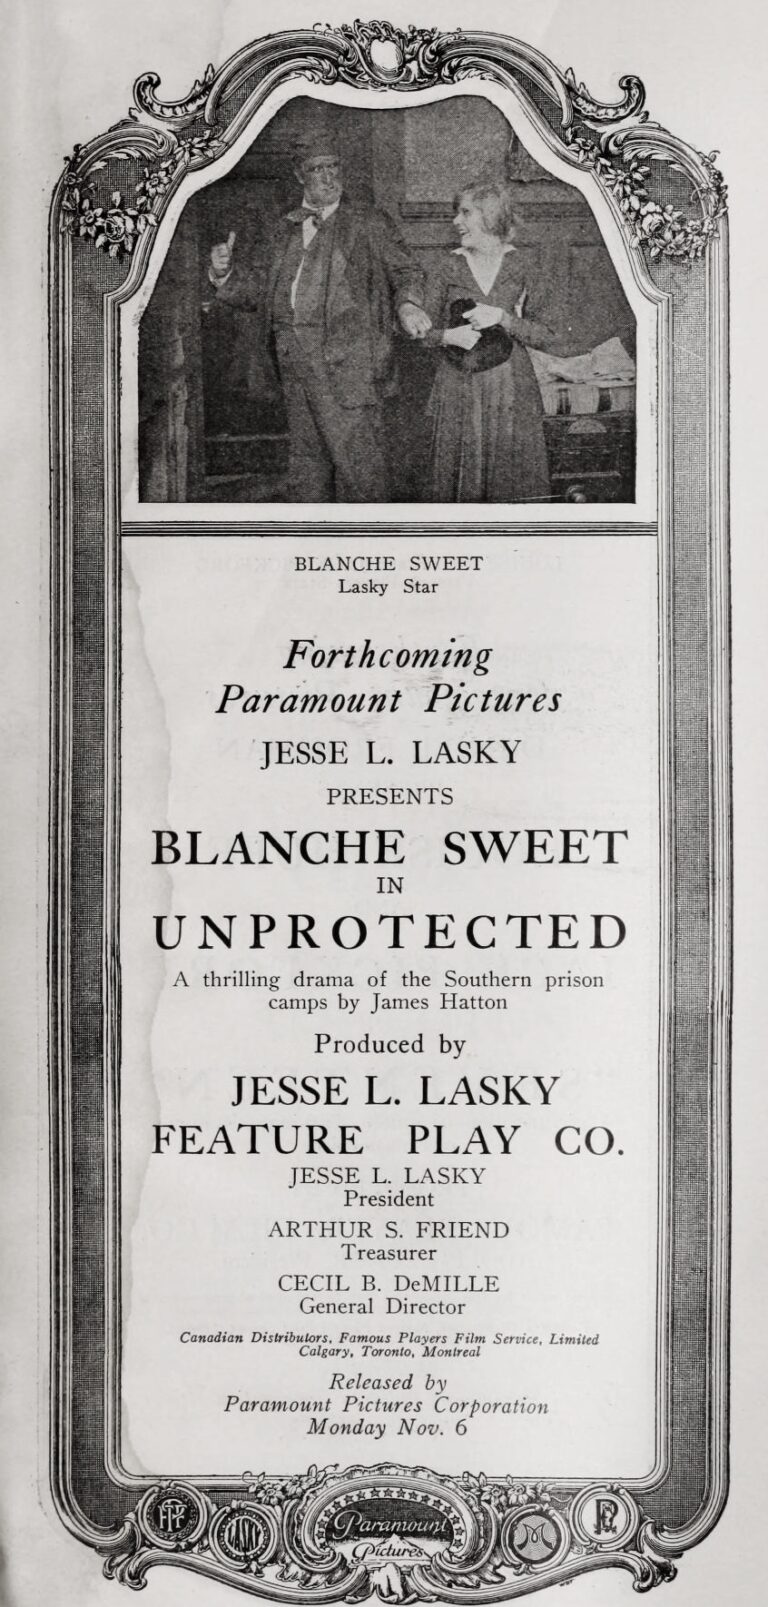 BLANCHE SWEET
Lasky Star
Forthcoming
Paramount Pictures
JESSE L. LASKY
PRESENTS
BLANCHE SWEET
IN
UNPROTECTED
A thrilling drama of the Southern prison
camps by James Hatton
Produced by
JESSE L. LASKY
FEATURE PLAY CO.
JESSE L. LASKY
President
ARTHUR S. FRIEND
Treasurer
CECIL B. DeMILLE
General Director
Canadian Distributors, Famous Players Film Service, Limited
Calgary, Toronto, Montreal
Released by
Paramount Pictures Corporation
Monday Nov. 6
LASKY
Paramount
Pictures